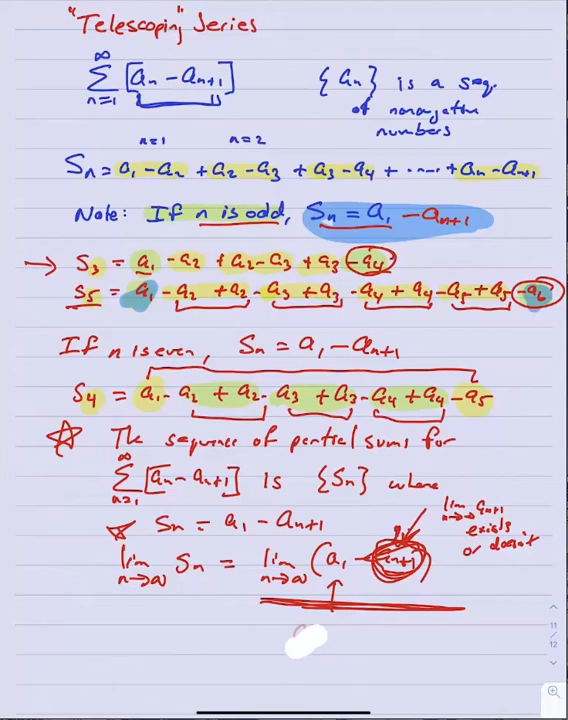 "Telescoping" Series
∞ ∑ n=1 [an − an+1]   {an} is a seq. of nonnegative numbers
n=1   n=2
Sn = a1 − a2 + a2 − a3 + a3 − a4 + ..... + an − an+1
Note: If n is odd, Sn = a1 − an+1
→ S3 = a1 − a2 + a2 − a3 + a3 − a4
S5 = a1 − a2 + a2 − a3 + a3 − a4 + a4 − a5 + a5 − a6
If n is even, Sn = a1 − an+1
S4 = a1 − a2 + a2 − a3 + a3 − a4 + a4 − a5
☆ The sequence of partial sums for
∞ ∑ n=1 [an − an+1] is {Sn} where
☆ Sn = a1 − an+1
lim n→∞ an+1 exists or doesn't
lim n→∞ Sn = lim n→∞ (a1 − an+1)
11
/
12